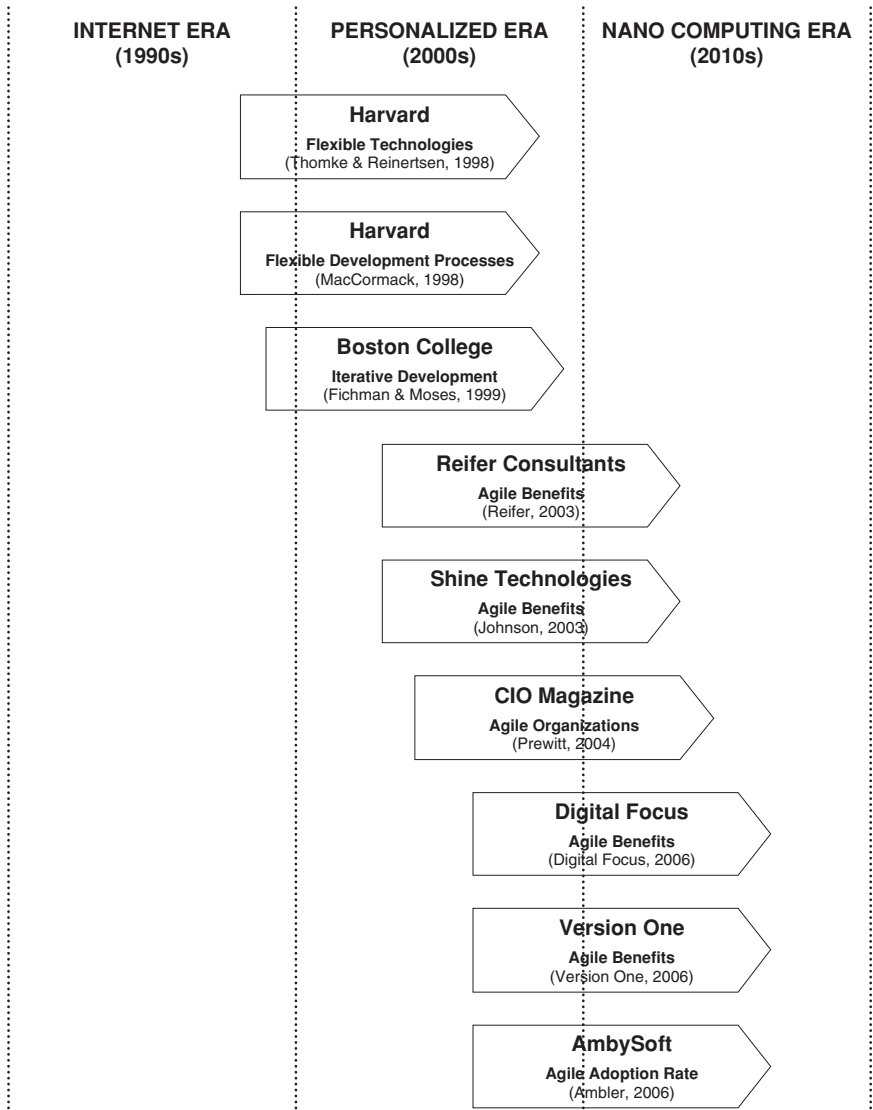 INTERNET ERA
(1990s)
PERSONALIZED ERA
(2000s)
NANO COMPUTING ERA
(2010s)
Harvard
Flexible Technologies
(Thomke & Reinertsen, 1998)
Harvard
Flexible Development Processes
(MacCormack, 1998)
Boston College
Iterative Development
(Fichman & Moses, 1999)
Reifer Consultants
Agile Benefits
(Reifer, 2003)
Shine Technologies
Agile Benefits
(Johnson, 2003)
CIO Magazine
Agile Organizations
(Prewitt, 2004)
Digital Focus
Agile Benefits
(Digital Focus, 2006)
Version One
Agile Benefits
(Version One, 2006)
AmbySoft
Agile Adoption Rate
(Ambler, 2006)